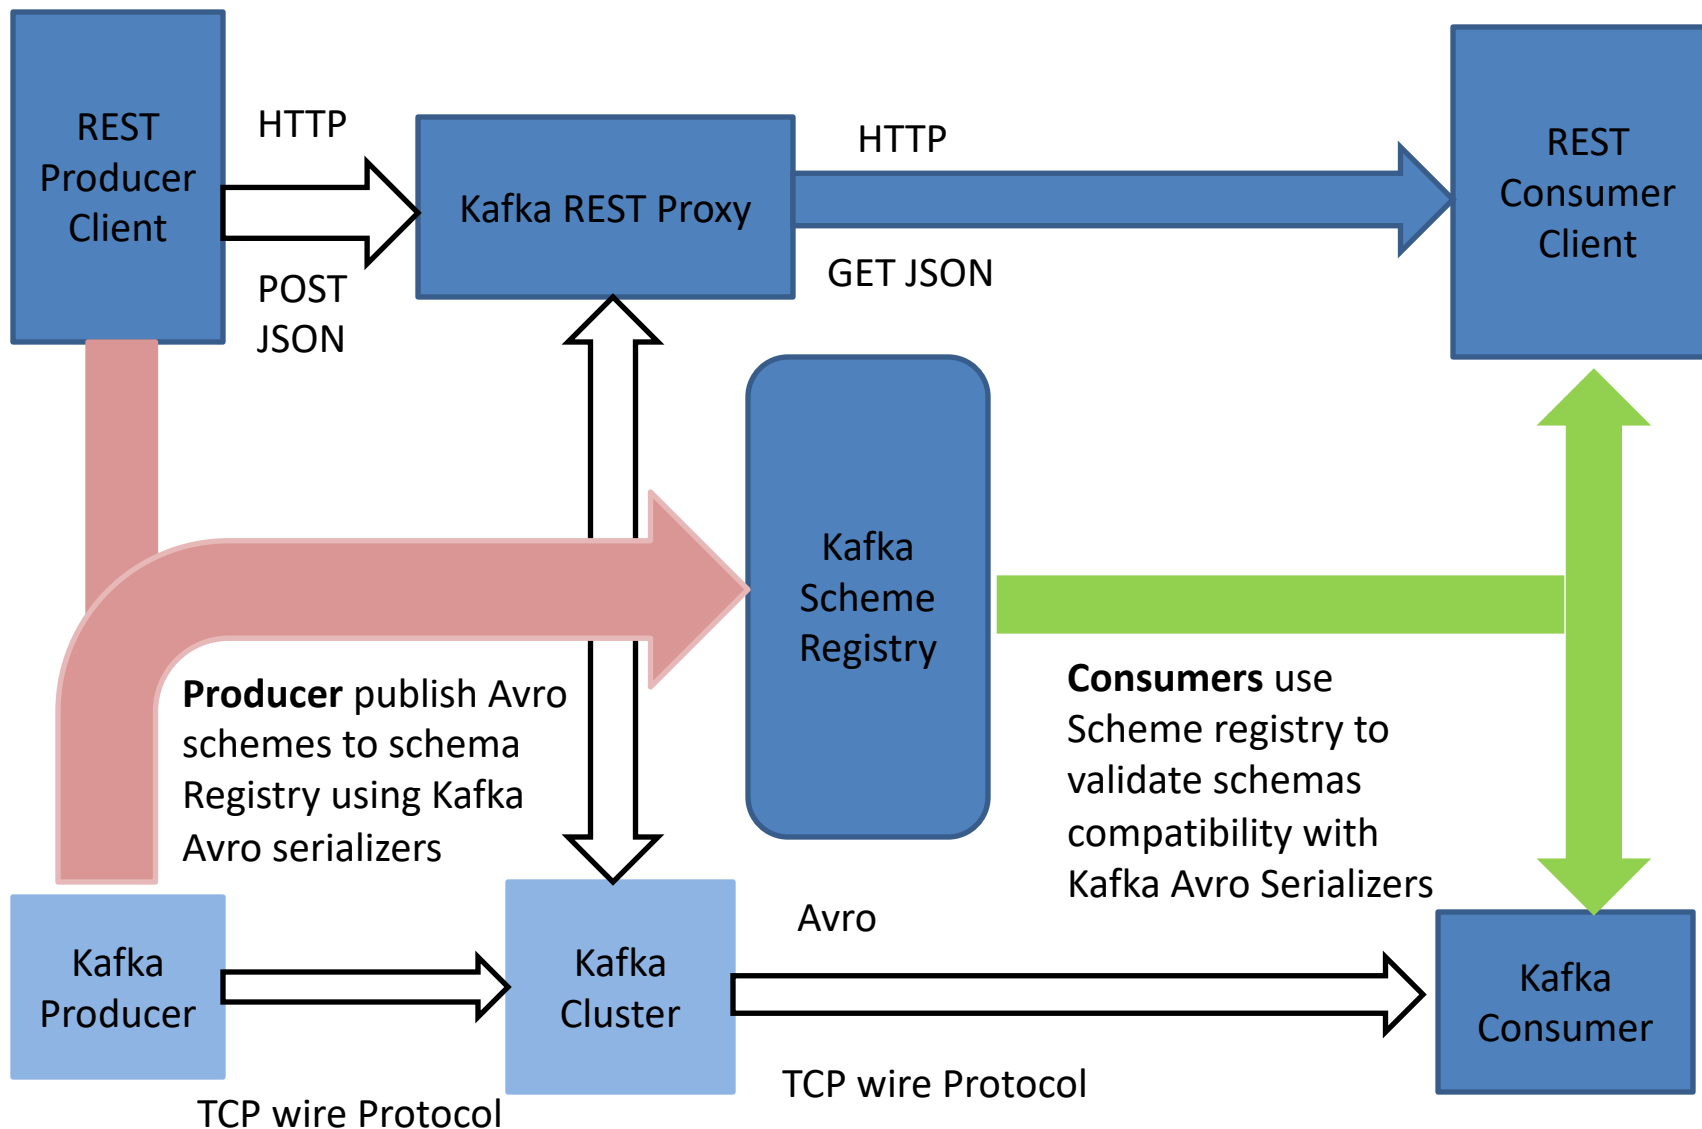 REST
Producer
Client
HTTP
POST
JSON
Kafka REST Proxy
HTTP
GET JSON
REST
Consumer
Client
Kafka
Scheme
Registry
Producer publish Avro
schemes to schema
Registry using Kafka
Avro serializers
Consumers use
Scheme registry to
validate schemas
compatibility with
Kafka Avro Serializers
Kafka
Producer
TCP wire Protocol
Kafka
Cluster
Avro
TCP wire Protocol
Kafka
Consumer